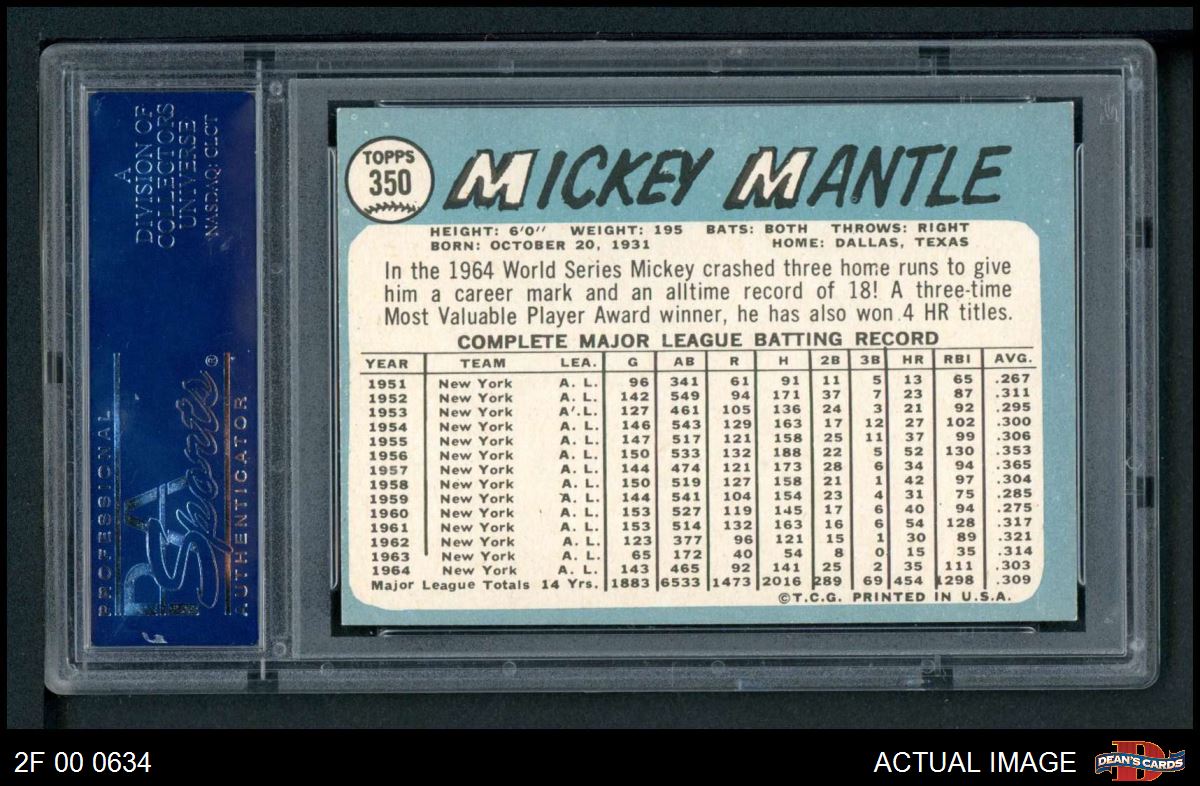 A
DIVISION OF
COLLECTORS
UNIVERSE
NASDAQ: CLCT
PROFESSIONAL
PSA
Sports®
AUTHENTICATOR
TOPPS
350
MICKEY MANTLE
HEIGHT: 6'0" WEIGHT: 195 BATS: BOTH THROWS: RIGHT
BORN: OCTOBER 20, 1931 HOME: DALLAS, TEXAS
In the 1964 World Series Mickey crashed three home runs to give
him a career mark and an alltime record of 18! A three-time
Most Valuable Player Award winner, he has also won 4 HR titles.
COMPLETE MAJOR LEAGUE BATTING RECORD
YEAR TEAM LEA. G AB R H 2B 3B HR RBI AVG.
1951 New York A. L. 96 341 61 91 11 5 13 65 .267
1952 New York A. L. 142 549 94 171 37 7 23 87 .311
1953 New York A. L. 127 461 105 136 24 3 21 92 .295
1954 New York A. L. 146 543 129 163 17 12 27 102 .300
1955 New York A. L. 147 517 121 158 25 11 37 99 .306
1956 New York A. L. 150 533 132 188 22 5 52 130 .353
1957 New York A. L. 144 474 121 173 28 6 34 94 .365
1958 New York A. L. 150 519 127 158 21 1 42 97 .304
1959 New York A. L. 144 541 104 154 23 4 31 75 .285
1960 New York A. L. 153 527 119 145 17 6 40 94 .275
1961 New York A. L. 153 514 132 163 16 6 54 128 .317
1962 New York A. L. 123 377 96 121 15 1 30 89 .321
1963 New York A. L. 65 172 40 54 8 0 15 35 .314
1964 New York A. L. 143 465 92 141 25 2 35 111 .303
Major League Totals 14 Yrs. 1883 6533 1473 2016 289 69 454 1298 .309
©T.C.G. PRINTED IN U.S.A.
2F 00 0634
ACTUAL IMAGE
D
DEAN'S CARDS